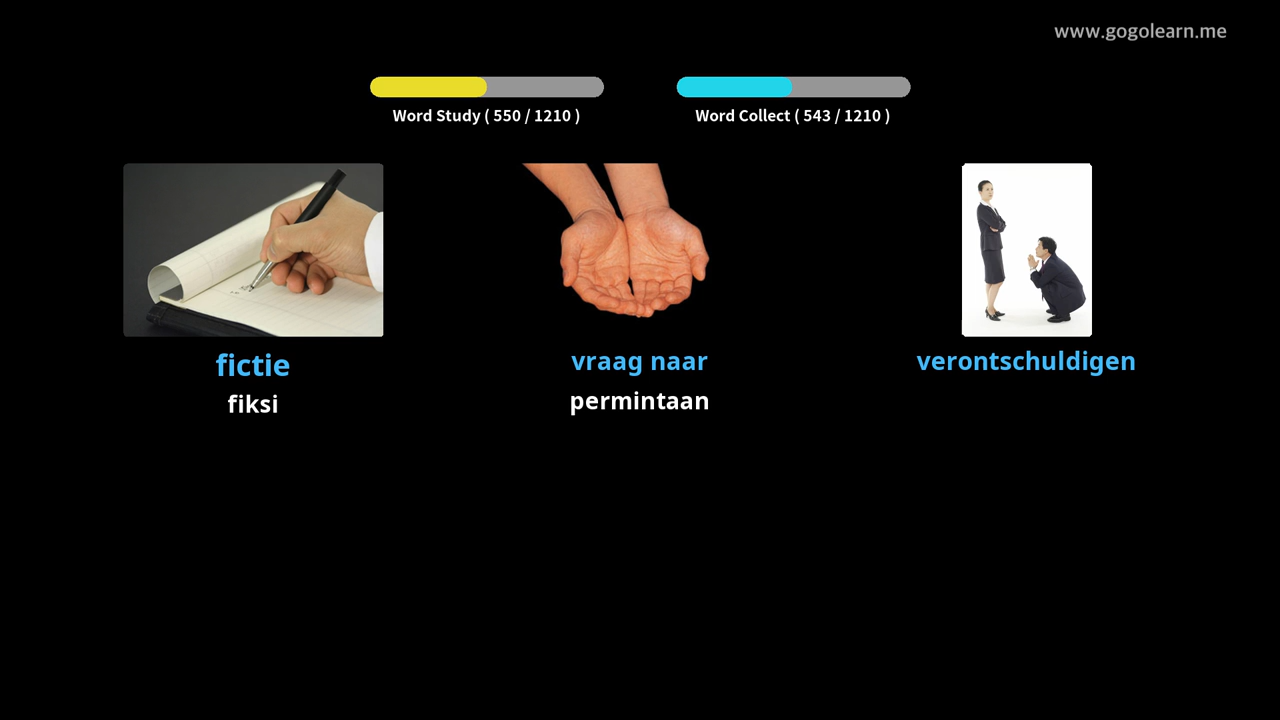 www.gogolearn.me
Word Study ( 550 / 1210 )
Word Collect ( 543 / 1210 )
fictie
vraag naar
verontschuldigen
fiksi
permintaan